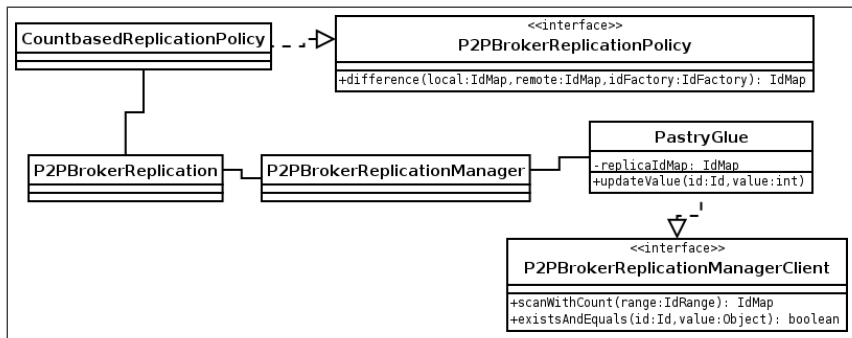 CountbasedReplicationPolicy
<<interface>>
P2PBrokerReplicationPolicy
+difference(local:IdMap,remote:IdMap,idFactory:IdFactory): IdMap
P2PBrokerReplication
P2PBrokerReplicationManager
PastryGlue
-replicaIdMap: IdMap
+updateValue(id:Id,value:int)
<<interface>>
P2PBrokerReplicationManagerClient
+scanWithCount(range:IdRange): IdMap
+existsAndEquals(id:Id,value:Object): boolean